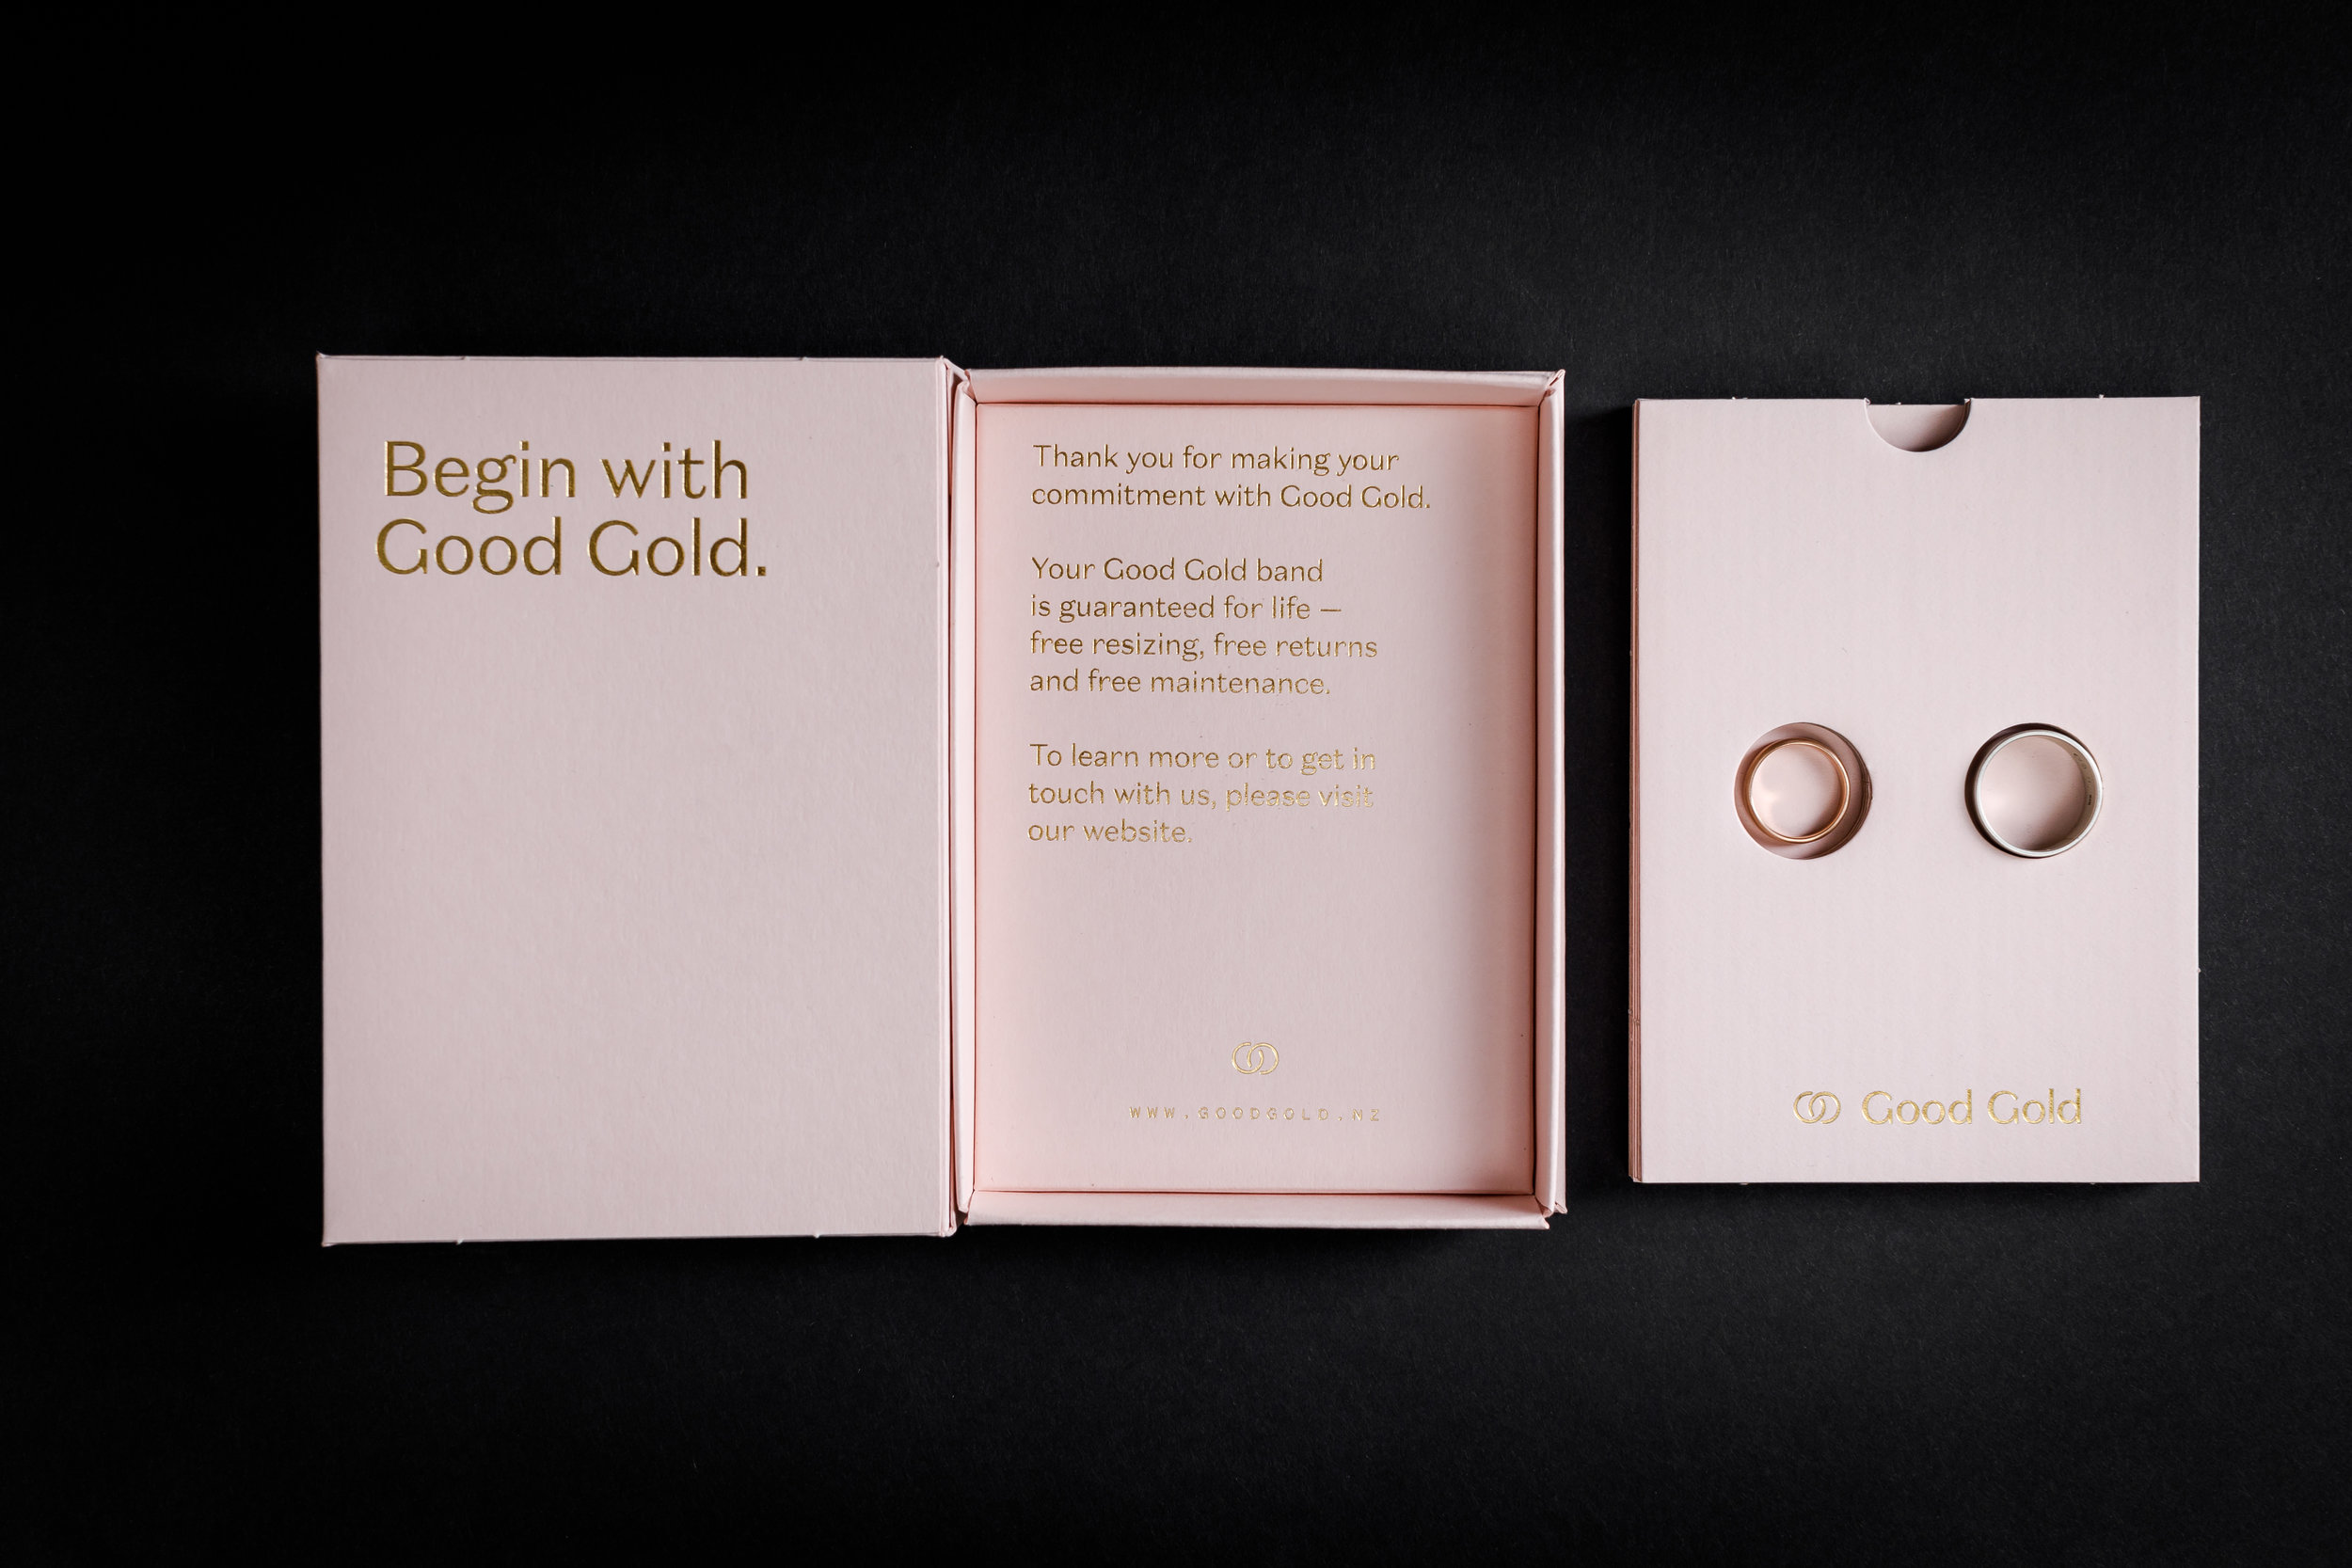 Begin with
Good Gold.
Thank you for making your
commitment with Good Gold.
Your Good Gold band
is guaranteed for life —
free resizing, free returns
and free maintenance.
To learn more or to get in
touch with us, please visit
our website.
WWW.GOODGOLD.NZ
Good Gold